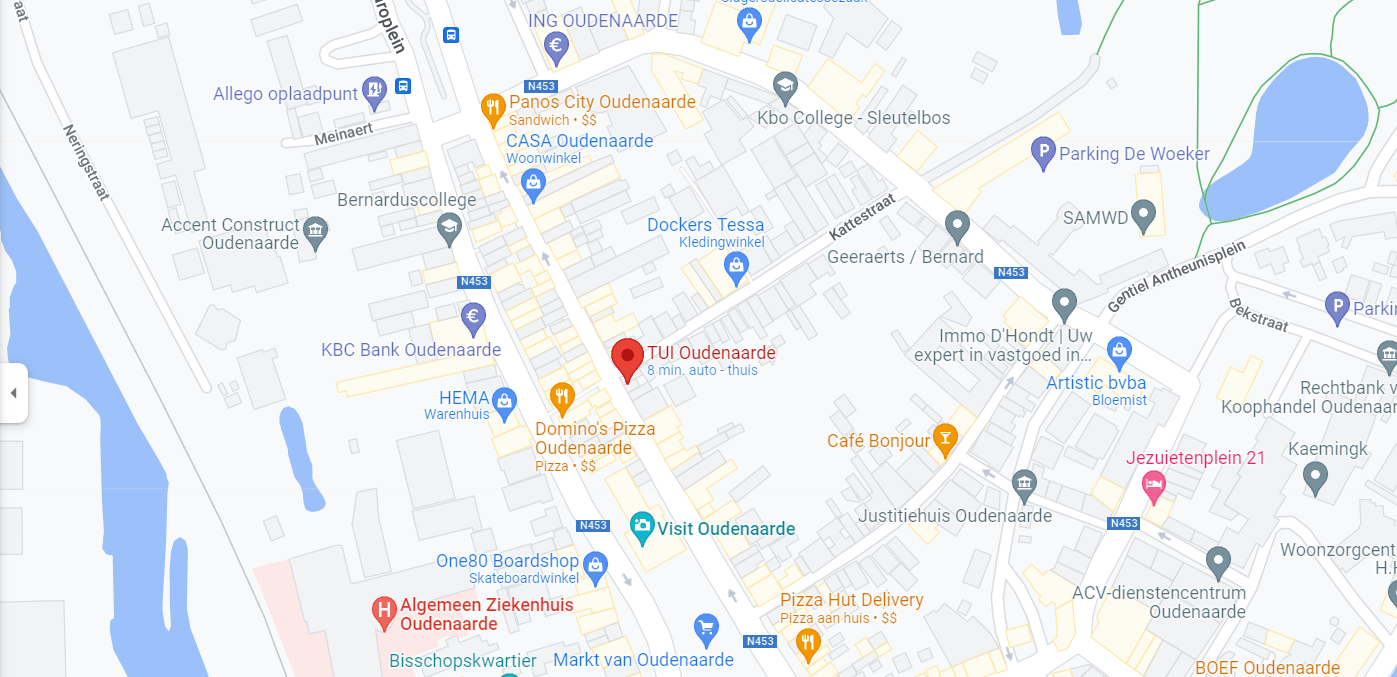 Slagersdelicatessezaak
ING OUDENAARDE
N453
Allego oplaadpunt
Panos City Oudenaarde
Sandwich • $$
CASA Oudenaarde
Woonwinkel
Kbo College - Sleutelbos
Meinaert
Neringstraat
Parking De Woeker
Bernarduscollege
Accent Construct
Oudenaarde
Dockers Tessa
Kledingwinkel
Kattestraat
SAMWD
Geeraerts / Bernard
N453
N453
Gentiel Antheunisplein
Bekstraat
Parkin
KBC Bank Oudenaarde
TUI Oudenaarde
8 min. auto - thuis
Immo D'Hondt | Uw
expert in vastgoed in...
Artistic bvba
Bloemist
Rechtbank v
Koophandel Oudenaar
HEMA
Warenhuis
Domino's Pizza
Oudenaarde
Pizza • $$
Café Bonjour
Kaemingk
Jezuietenplein 21
Justitiehuis Oudenaarde
N453
N453
Visit Oudenaarde
One80 Boardshop
Skateboardwinkel
Woonzorgcent
H.H
ACV-dienstencentrum
Oudenaarde
Algemeen Ziekenhuis
Oudenaarde
Pizza Hut Delivery
Pizza aan huis • $$
N453
Bisschopskwartier
Markt van Oudenaarde
BOEF Oudenaarde